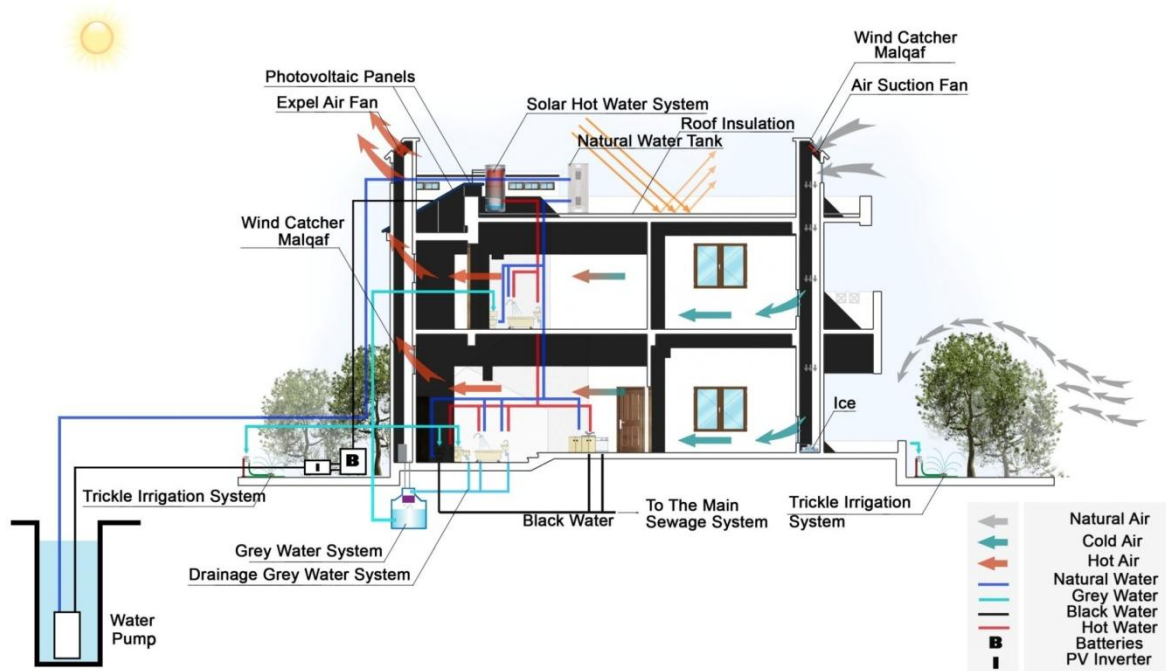 Wind Catcher
Malqaf
Photovoltaic Panels
Air Suction Fan
Expel Air Fan
Solar Hot Water System
Roof Insulation
Natural Water Tank
Wind Catcher
Malqaf
Ice
B
I
Trickle Irrigation System
To The Main
Sewage System
Black Water
Trickle Irrigation
System
Grey Water System
Drainage Grey Water System
Water
Pump
Natural Air
Cold Air
Hot Air
Natural Water
Grey Water
Black Water
Hot Water
B Batteries
I PV Inverter